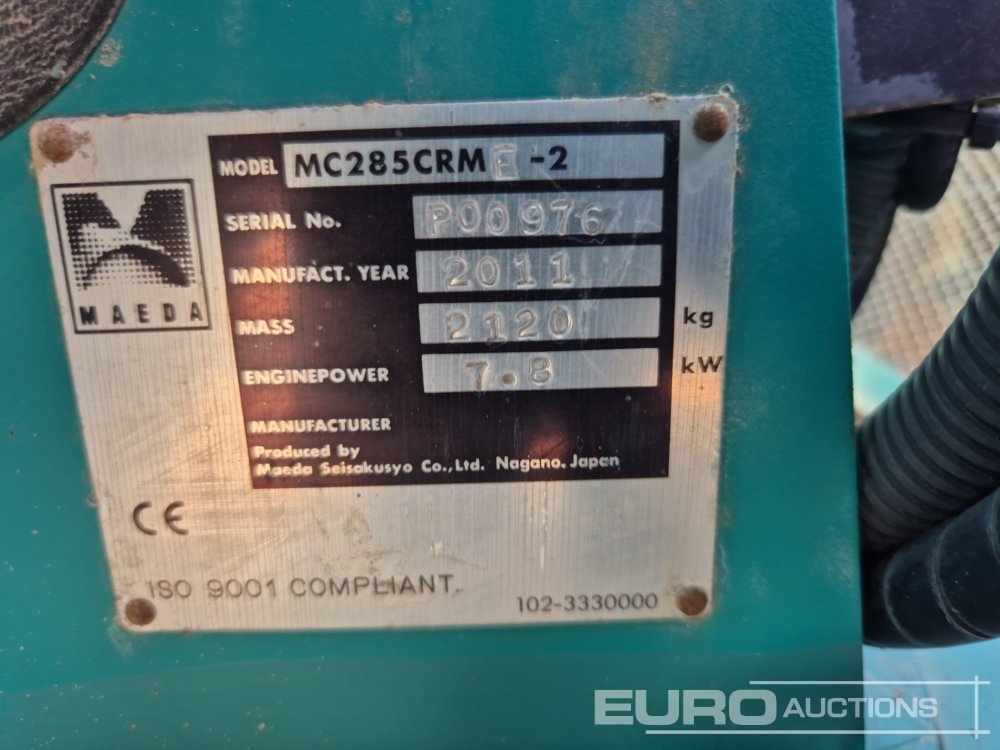 MODEL MC285CRME-2
SERIAL No. P00976
MANUFACT. YEAR 2011
MASS 2120 kg
ENGINEPOWER 7.8 kW
MANUFACTURER
Produced by
Maeda Seisakusyo Co.,Ltd. Nagano.Japan
MAEDA
CE
ISO 9001 COMPLIANT.
102-3330000
EURO AUCTIONS